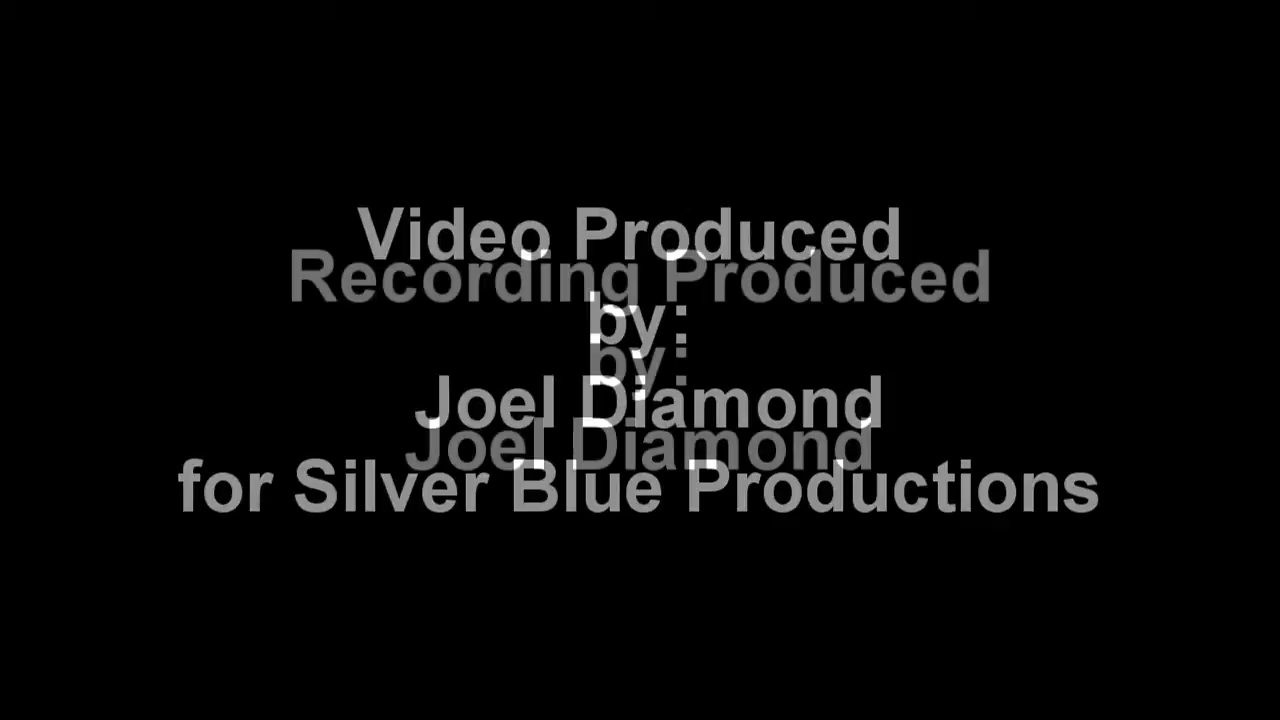 Video Produced
by:
Joel Diamond
for Silver Blue Productions
Recording Produced
by:
Joel Diamond